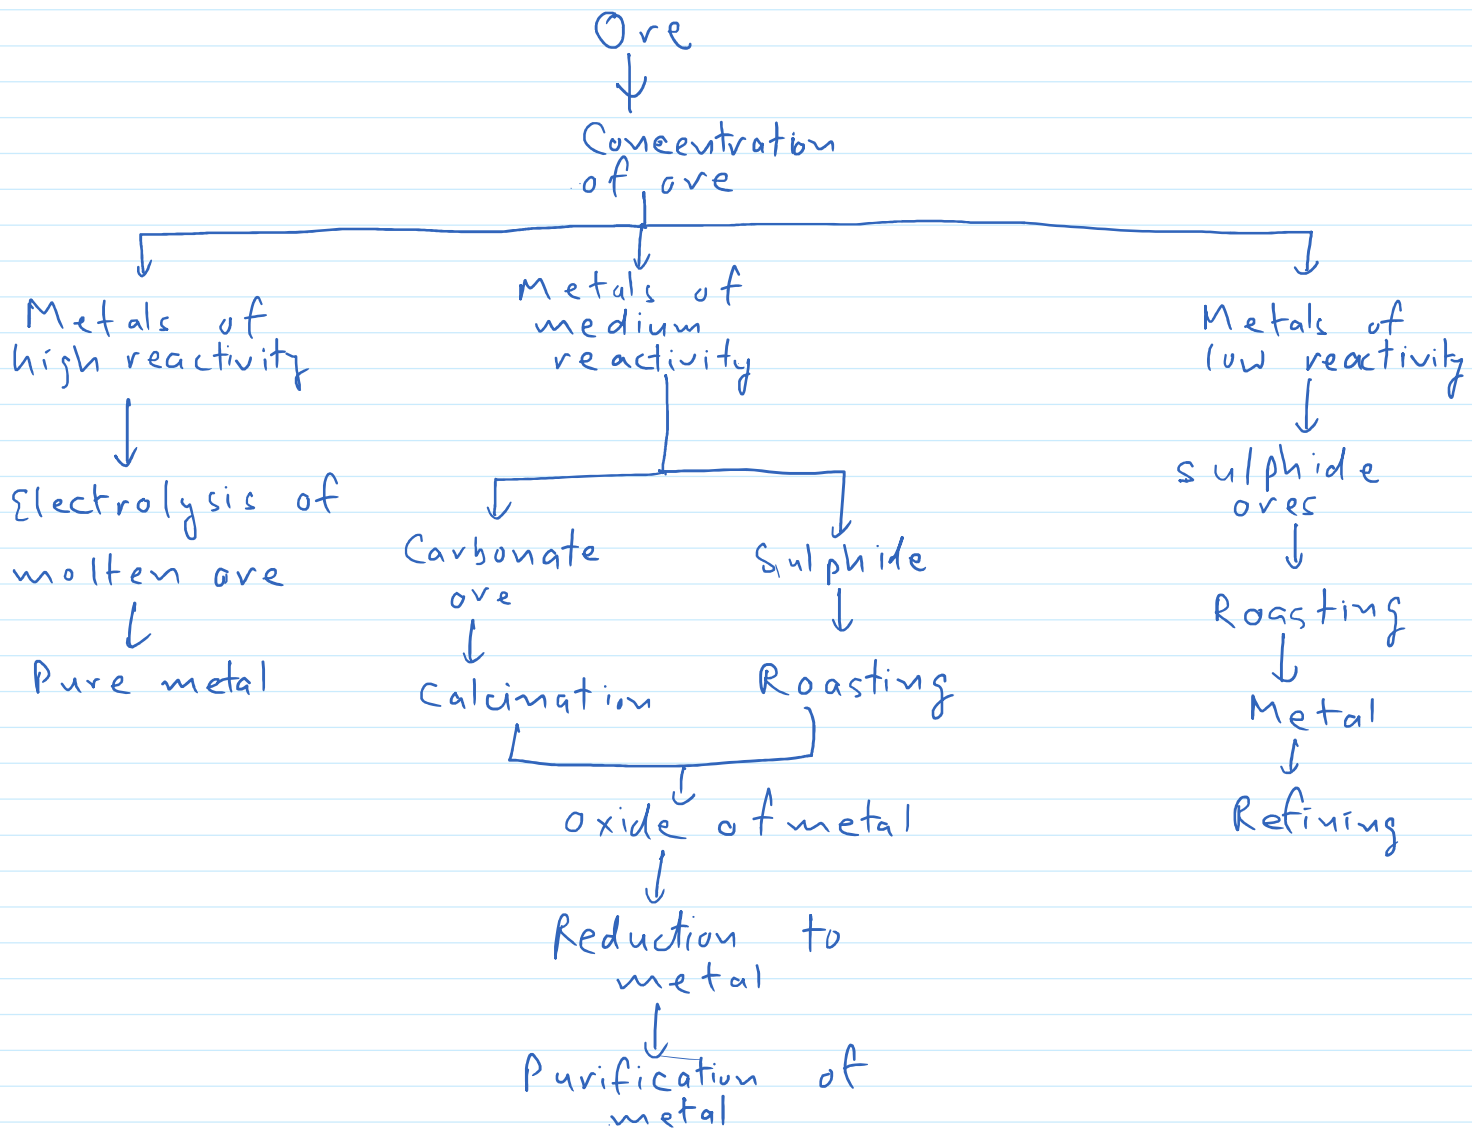 Ore
Concentration
of ore
Metals of
high reactivity
Electrolysis of
molten ore
Pure metal
Metals of
medium
reactivity
Carbonate
ore
Calcination
Sulphide
Roasting
Oxide of metal
Reduction to
metal
Purification of
metal
Metals of
low reactivity
sulphide
ores
Roasting
Metal
Refining